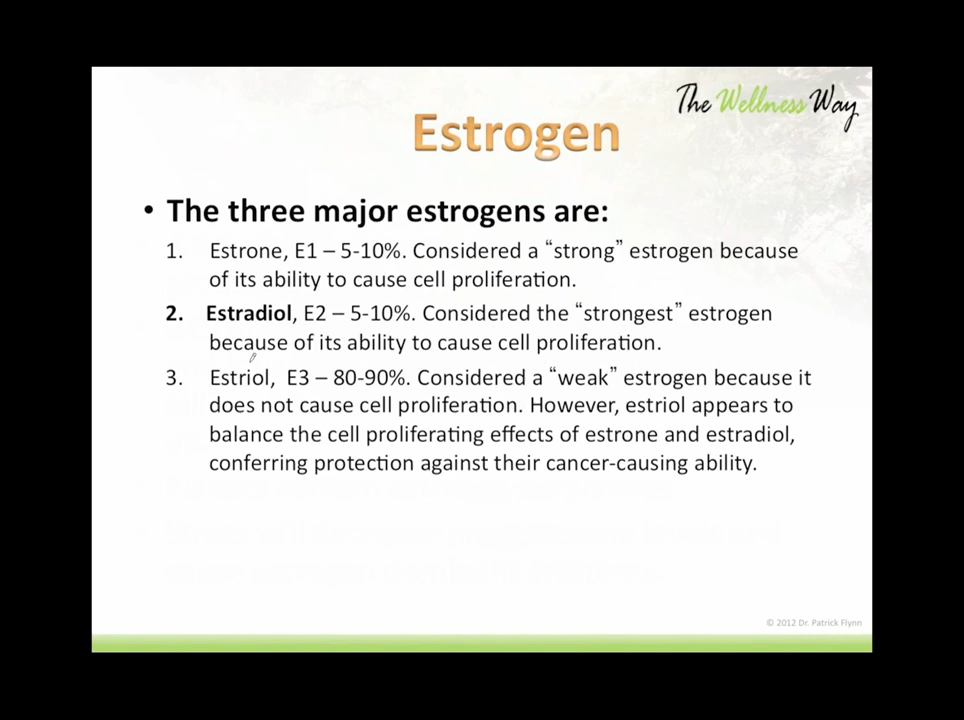 The Wellness Way
Estrogen
• The three major estrogens are:
1. Estrone, E1 – 5-10%. Considered a “strong” estrogen because
of its ability to cause cell proliferation.
2. Estradiol, E2 – 5-10%. Considered the “strongest” estrogen
because of its ability to cause cell proliferation.
3. Estriol, E3 – 80-90%. Considered a “weak” estrogen because it
does not cause cell proliferation. However, estriol appears to
balance the cell proliferating effects of estrone and estradiol,
conferring protection against their cancer-causing ability.
© 2012 Dr. Patrick Flynn